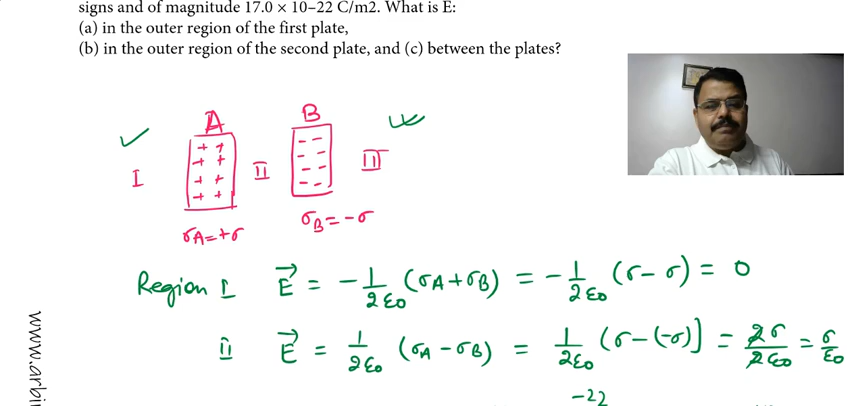 signs and of magnitude 17.0 × 10–22 C/m2. What is E:
(a) in the outer region of the first plate,
(b) in the outer region of the second plate, and (c) between the plates?
A B
I II III
σA=+σ σB=-σ
Region I E⃗ = -1/2ε0 (σA+σB) = -1/2ε0 (σ-σ) = 0
II E⃗ = 1/2ε0 (σA-σB) = 1/2ε0 (σ-(-σ)] = 2σ/2ε0 = σ/ε0
-22